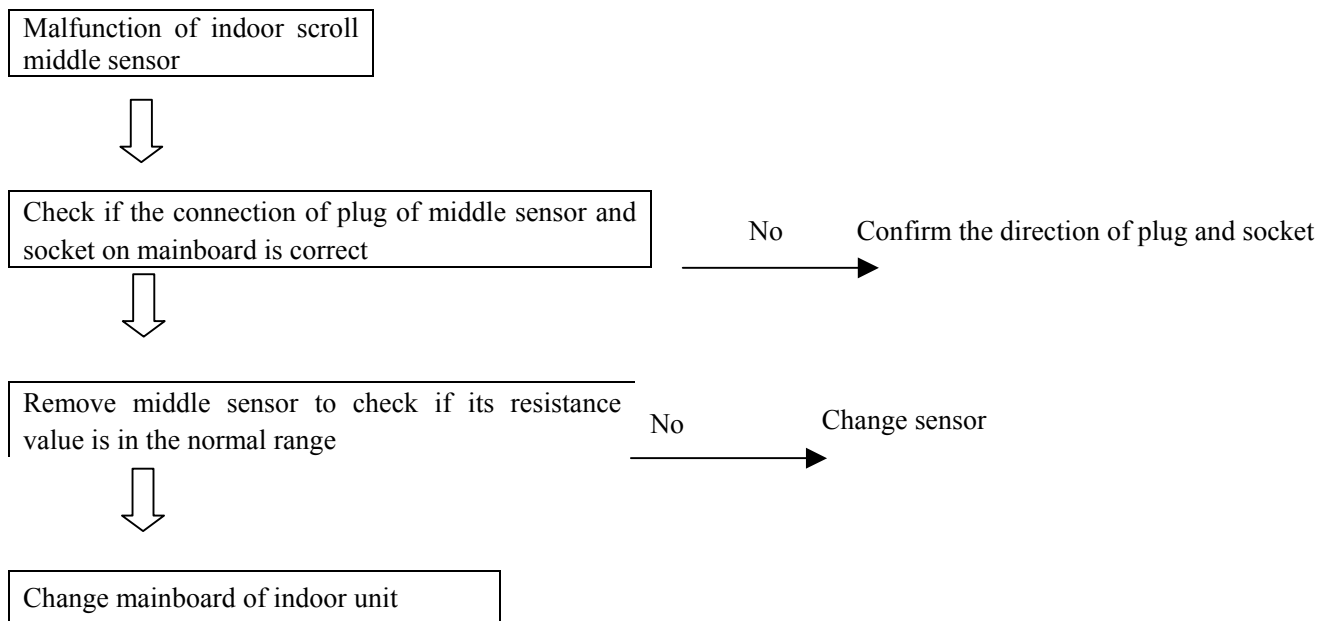 Malfunction of indoor scroll
middle sensor
Check if the connection of plug of middle sensor and
socket on mainboard is correct
No
Confirm the direction of plug and socket
Remove middle sensor to check if its resistance
value is in the normal range
No
Change sensor
Change mainboard of indoor unit